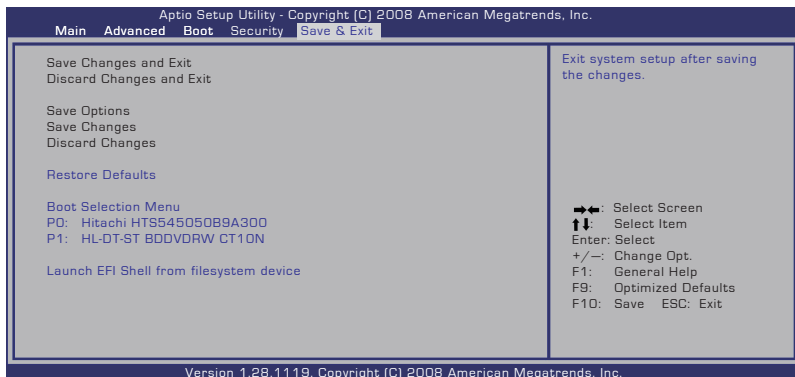 Aptio Setup Utility - Copyright (C) 2008 American Megatrends, Inc.
Main Advanced Boot Security Save & Exit
Save Changes and Exit
Discard Changes and Exit
Save Options
Save Changes
Discard Changes
Restore Defaults
Boot Selection Menu
P0: Hitachi HTS545050B9A300
P1: HL-DT-ST BDDVDRW CT10N
Launch EFI Shell from filesystem device
Exit system setup after saving
the changes.
→←: Select Screen
↑↓: Select Item
Enter: Select
+/—: Change Opt.
F1: General Help
F9: Optimized Defaults
F10: Save ESC: Exit
Version 1.28.1119. Copyright (C) 2008 American Megatrends, Inc.